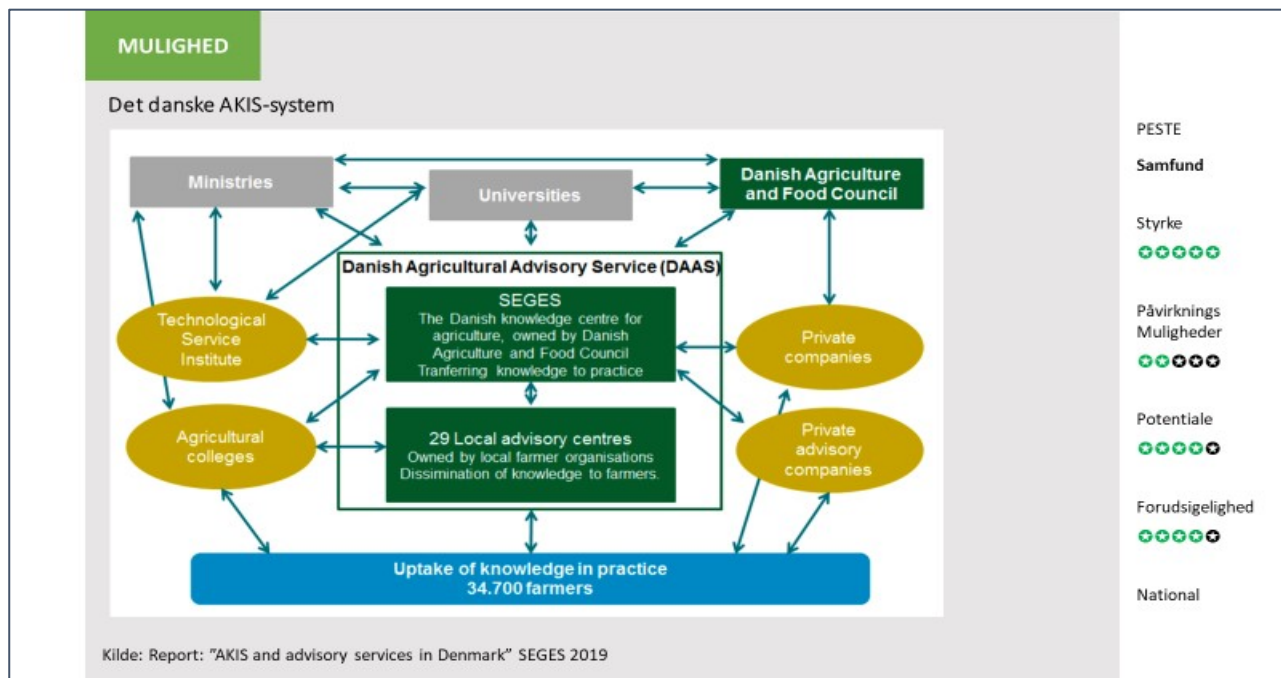 MULIGHED
Det danske AKIS-system
Ministries
Universities
Danish Agriculture
and Food Council
Danish Agricultural Advisory Service (DAAS)
SEGES
The Danish knowledge centre for
agriculture, owned by Danish
Agriculture and Food Council
Tranferring knowledge to practice
Technological
Service
Institute
Private
companies
Agricultural
colleges
29 Local advisory centres
Owned by local farmer organisations
Dissimination of knowledge to farmers.
Private
advisory
companies
Uptake of knowledge in practice
34.700 farmers
Kilde: Report: ”AKIS and advisory services in Denmark” SEGES 2019
PESTE
Samfund
Styrke
Påvirknings
Muligheder
Potentiale
Forudsigelighed
National